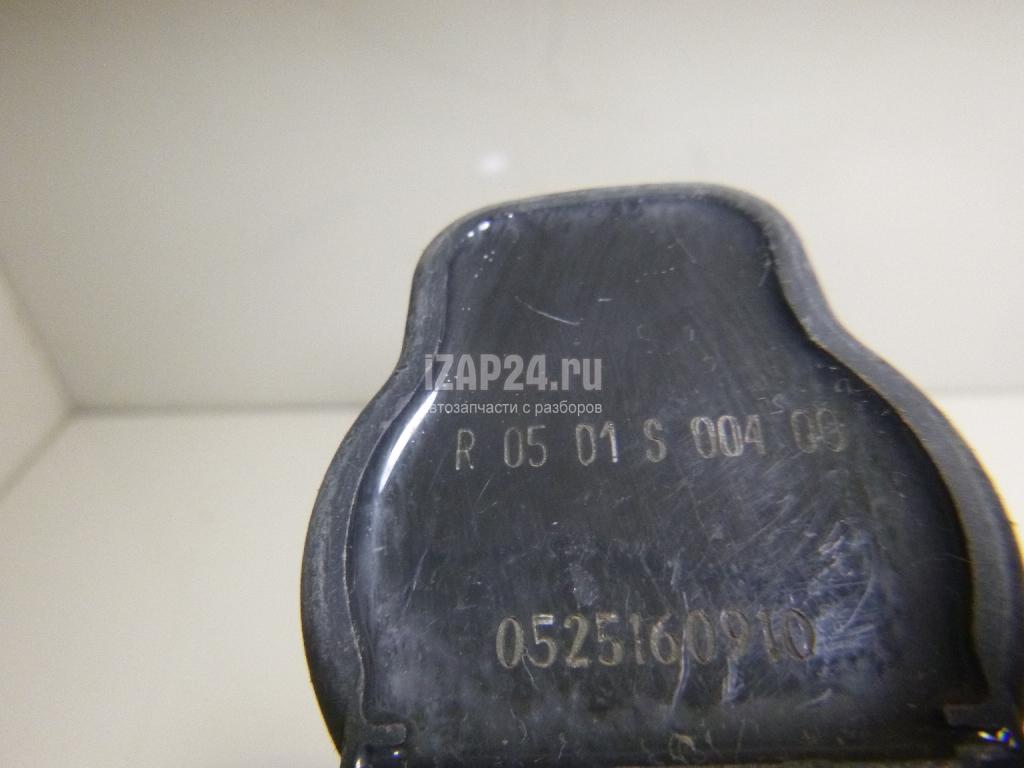 iZAP24.ru
автозапчасти с разборов
R 05 01 S 004 00
0525160910